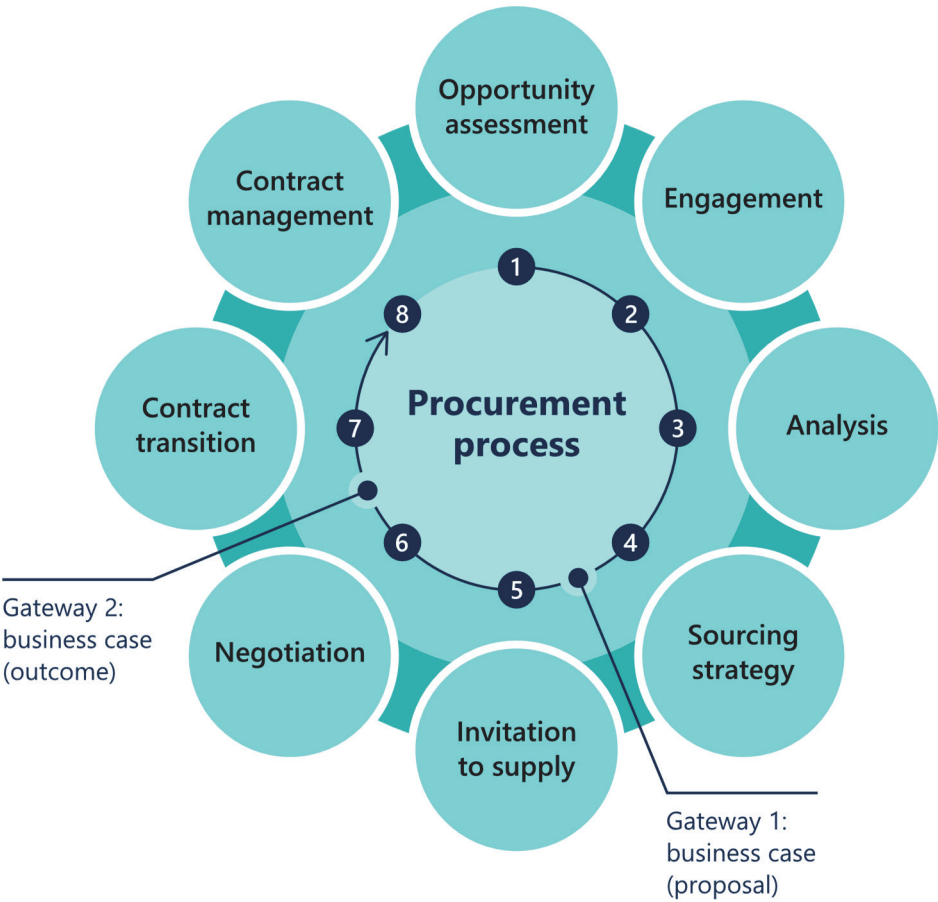 Opportunity
assessment
Engagement
Analysis
Sourcing
strategy
Invitation
to supply
Negotiation
Contract
transition
Contract
management
1
2
3
4
5
6
7
8
Procurement
process
Gateway 1:
business case
(proposal)
Gateway 2:
business case
(outcome)